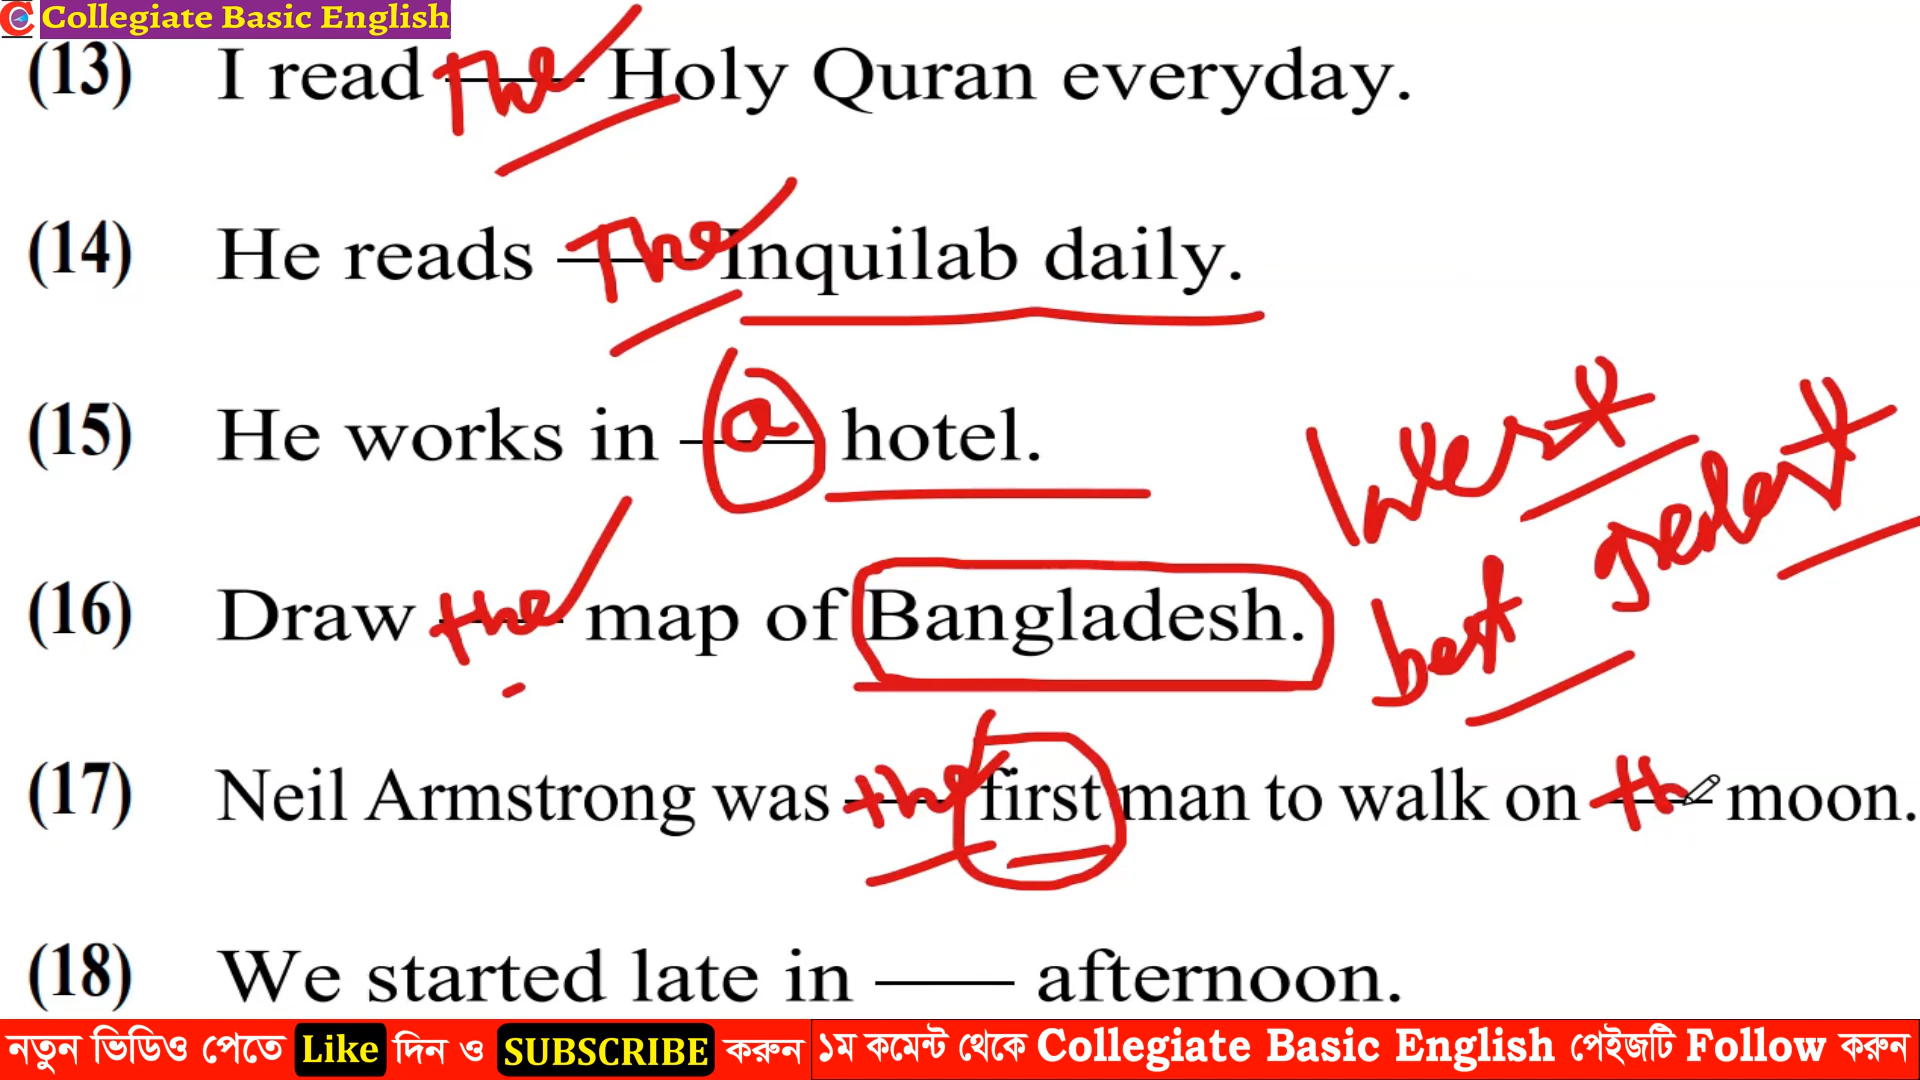 Collegiate Basic English
(13) I read The Holy Quran everyday.
(14) He reads The Inquilab daily.
(15) He works in a hotel.
(16) Draw the map of Bangladesh.
best greatest
(17) Neil Armstrong was the first man to walk on th moon.
(18) We started late in —— afternoon.
নতুন ভিডিও পেতে Like দিন ও SUBSCRIBE করুন ১ম কমেন্ট থেকে Collegiate Basic English পেইজটি Follow করুন